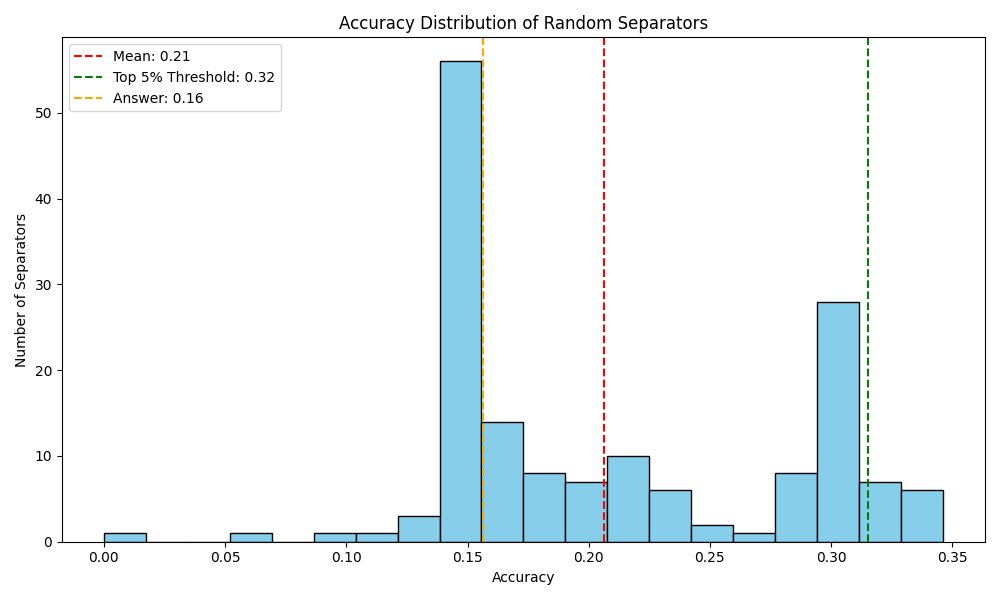 Accuracy Distribution of Random Separators
Mean: 0.21
Top 5% Threshold: 0.32
Answer: 0.16
Number of Separators
50
40
30
20
10
0
0.00 0.05 0.10 0.15 0.20 0.25 0.30 0.35
Accuracy